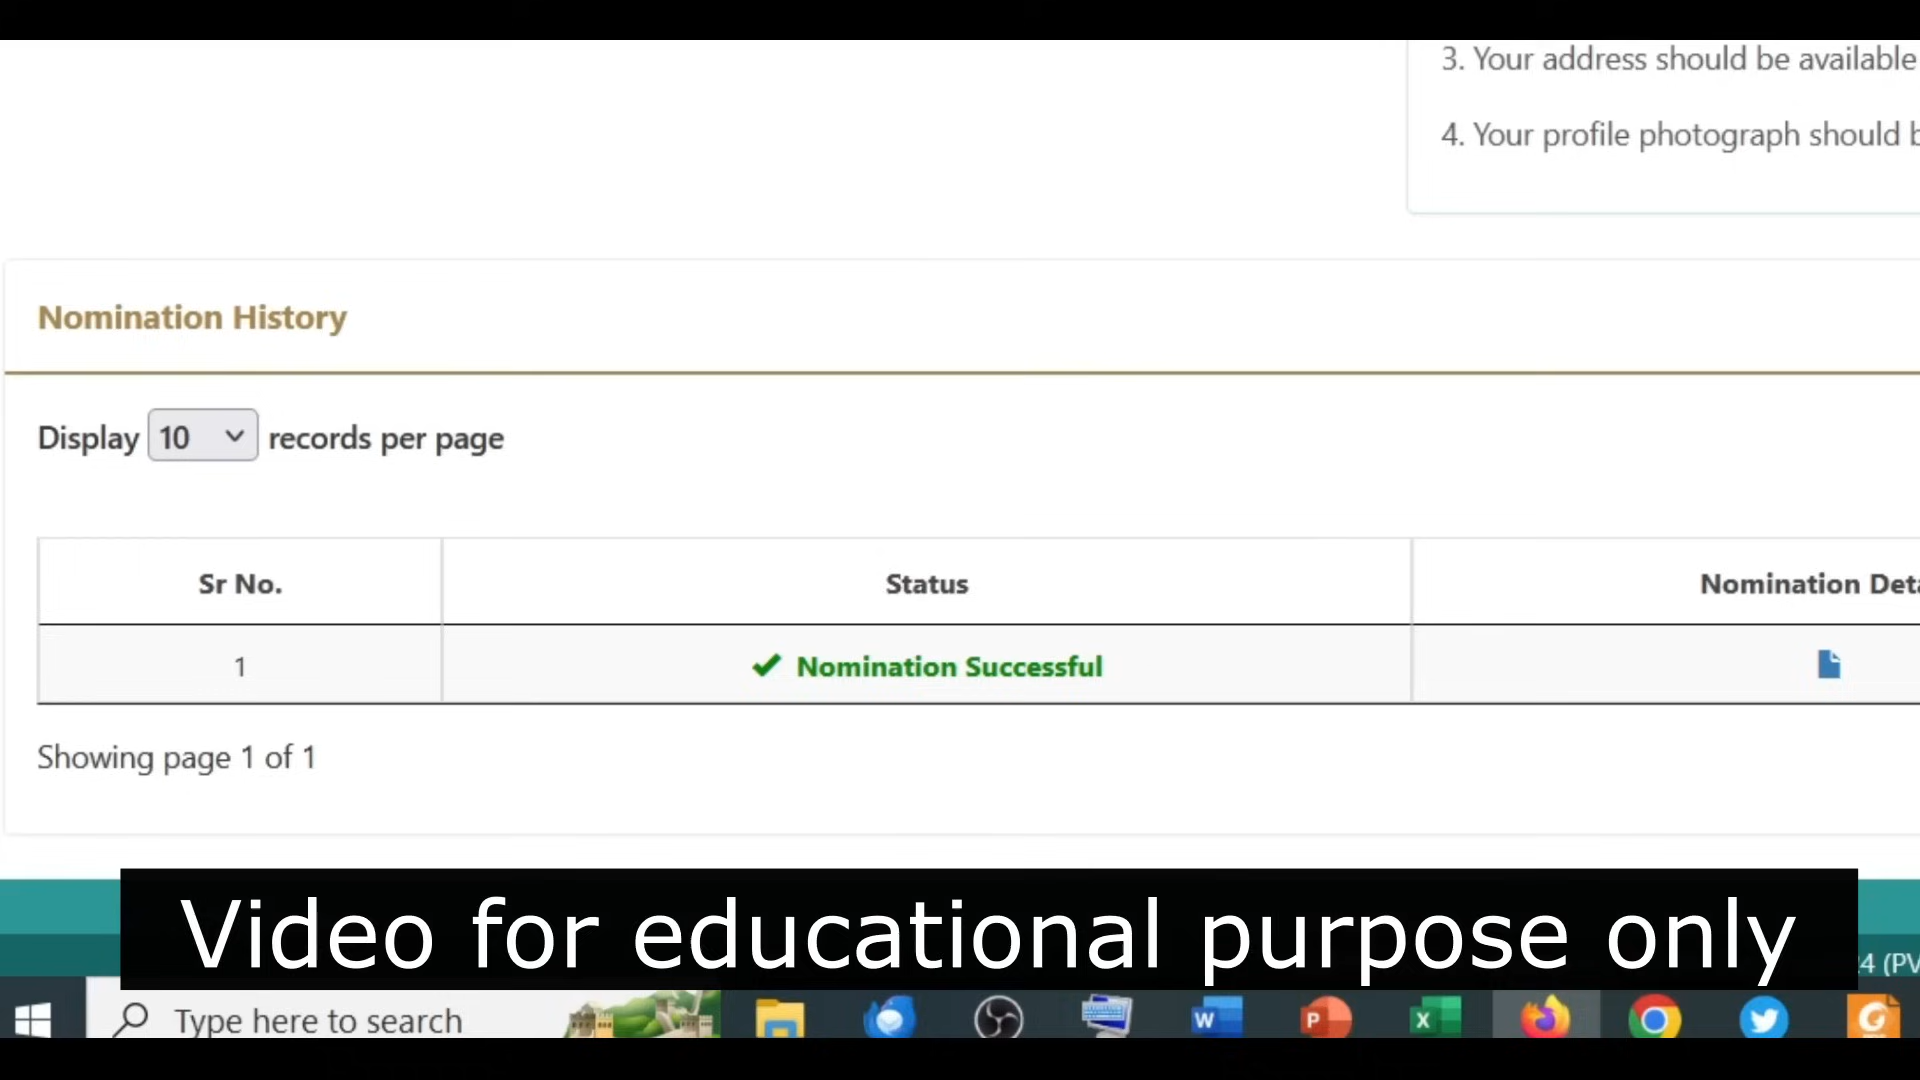 3. Your address should be available
4. Your profile photograph should
Nomination History
Display 10 records per page
Sr No. Status Nomination
1 Nomination Successful
Showing page 1 of 1
Video for educational purpose only
Type here to search